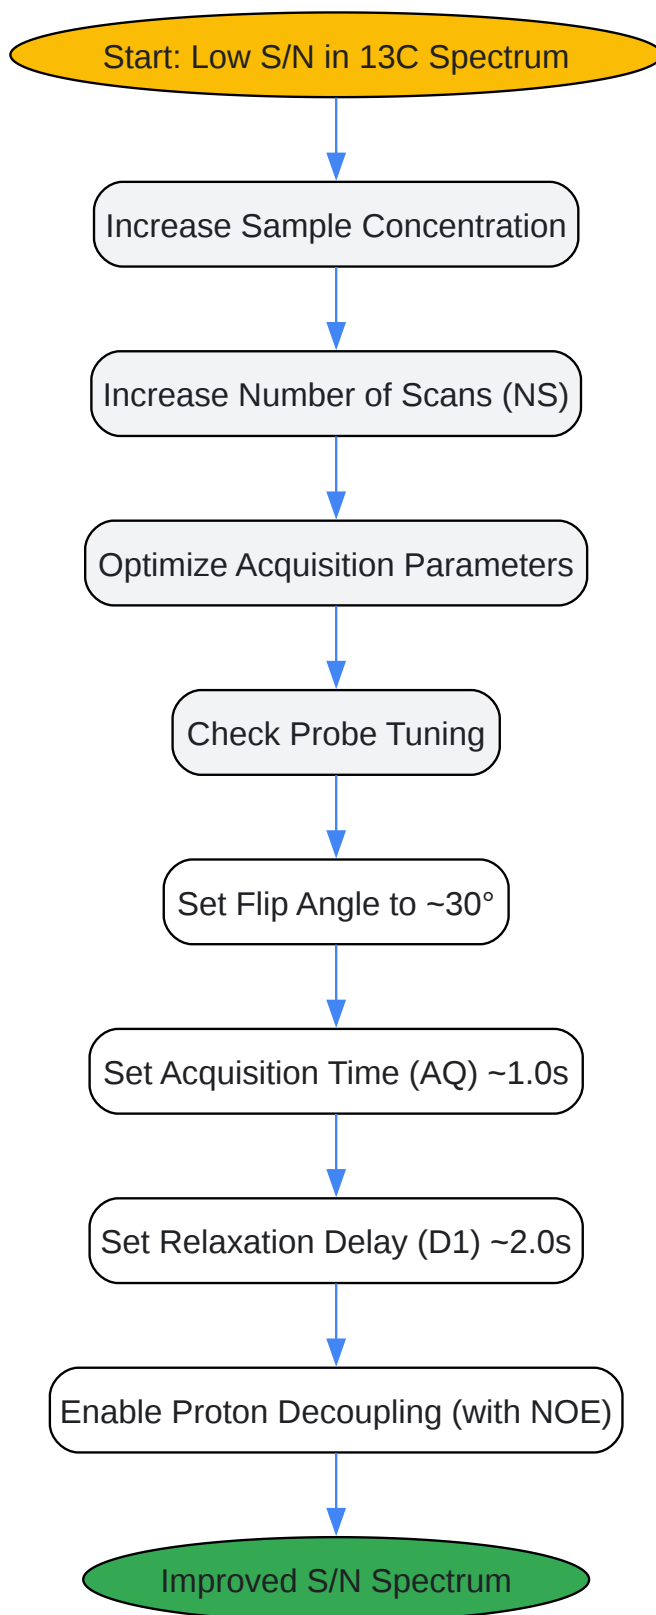 Start: Low S/N in 13C Spectrum
Increase Sample Concentration
Increase Number of Scans (NS)
Optimize Acquisition Parameters
Check Probe Tuning
Set Flip Angle to ~30°
Set Acquisition Time (AQ) ~1.0s
Set Relaxation Delay (D1) ~2.0s
Enable Proton Decoupling (with NOE)
Improved S/N Spectrum